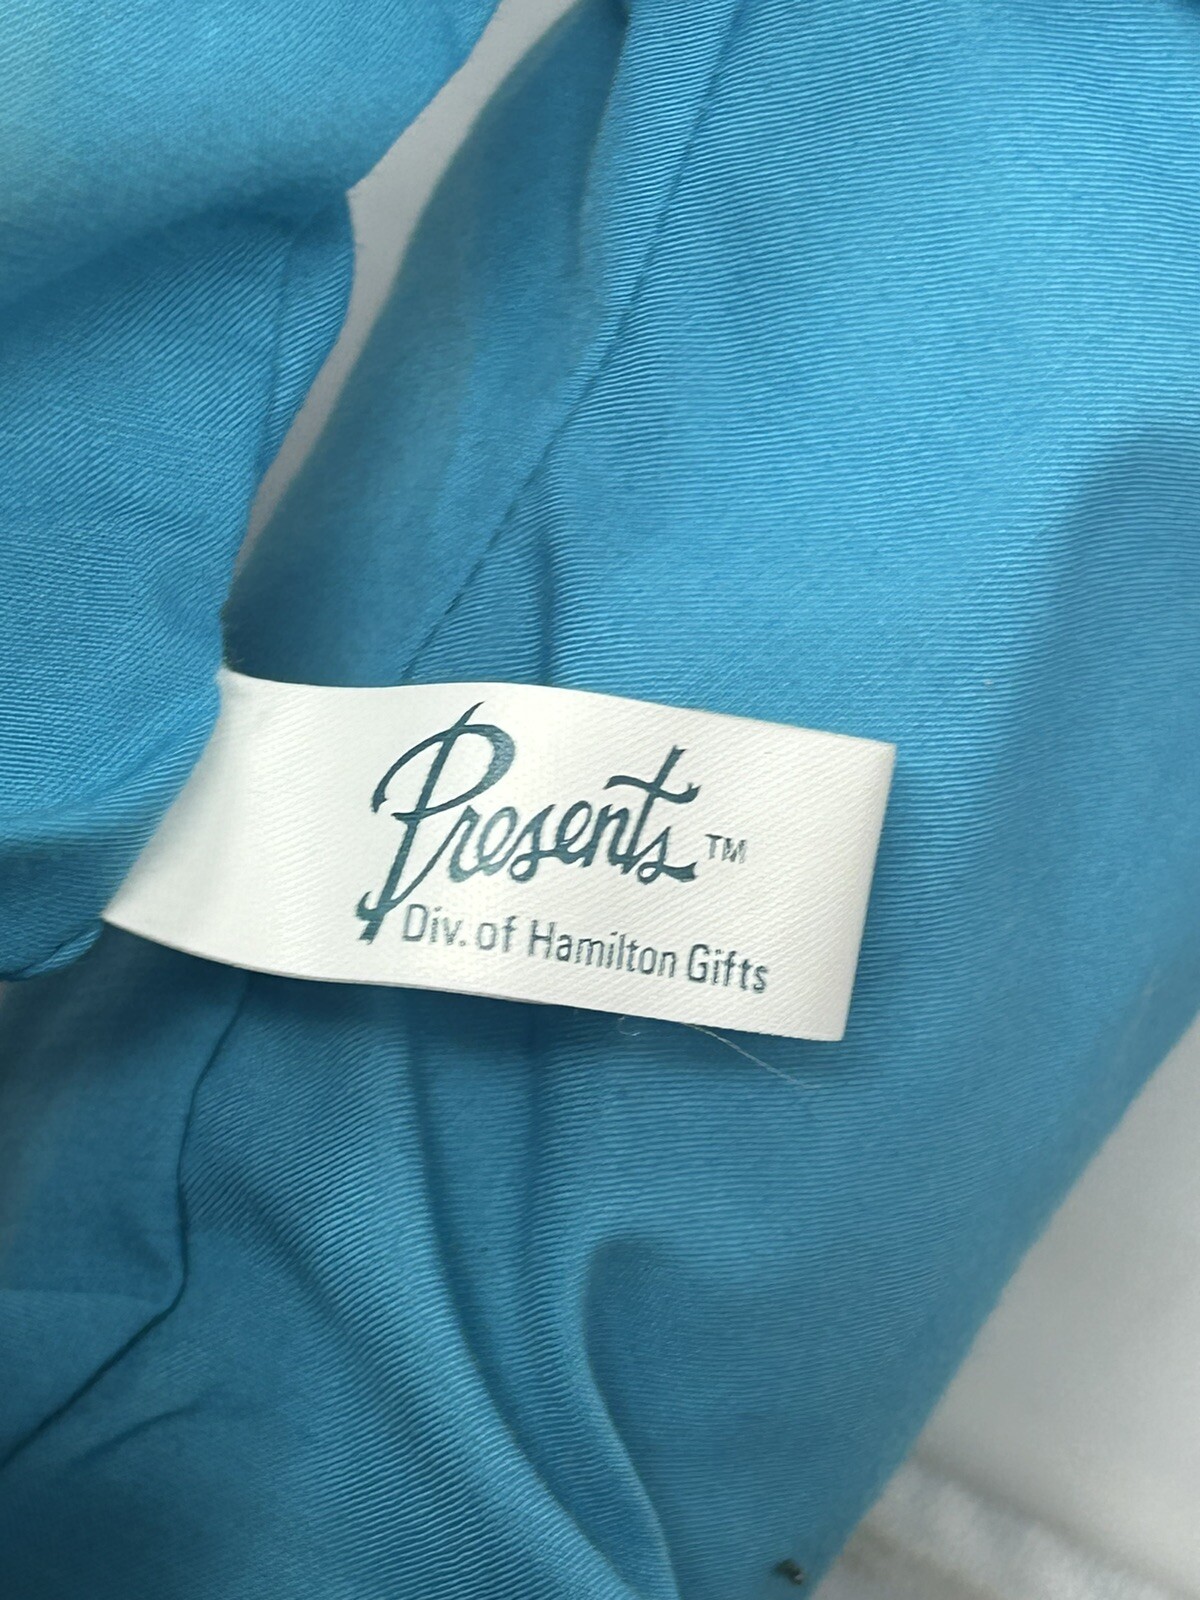 Presents™
Div. of Hamilton Gifts